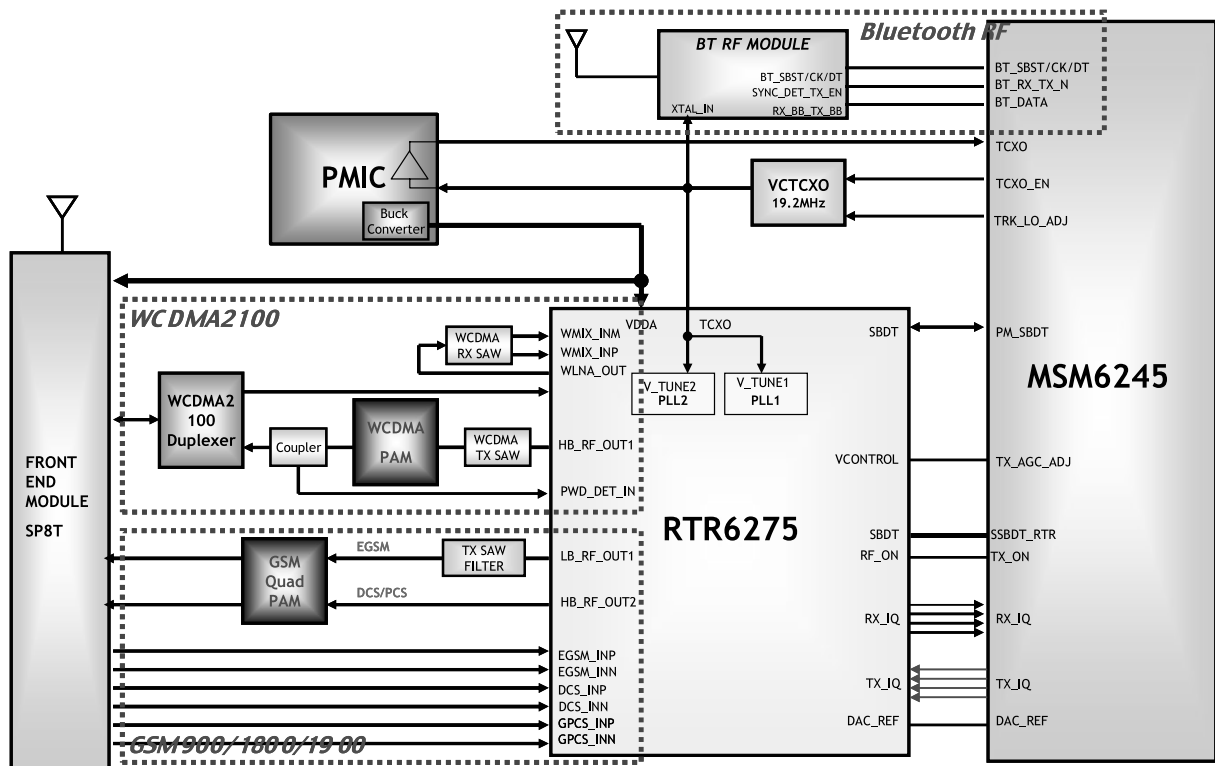 Bluetooth RF
BT RF MODULE
BT_SBST/CK/DT
SYNC_DET_TX_EN
XTAL_IN
RX_BB_TX_BB
BT_SBST/CK/DT
BT_RX_TX_N
BT_DATA
PMIC
Buck
Converter
VCTCXO
19.2MHz
TCXO
TCXO_EN
TRK_LO_ADJ
MSM6245
WCDMA2100
WCDMA
RX SAW
WMIX_INM
WMIX_INP
WLNA_OUT
VDDA
TCXO
V_TUNE2
PLL2
V_TUNE1
PLL1
SBDT
PM_SBDT
WCDMA2
100
Duplexer
Coupler
WCDMA
PAM
WCDMA
TX SAW
HB_RF_OUT1
PWD_DET_IN
VCONTROL
TX_AGC_ADJ
FRONT
END
MODULE
SP8T
RTR6275
EGSM
GSM
Quad
PAM
TX SAW
FILTER
LB_RF_OUT1
DCS/PCS
HB_RF_OUT2
SBDT
SSBDT_RTR
RF_ON
TX_ON
RX_IQ
RX_IQ
EGSM_INP
EGSM_INN
DCS_INP
DCS_INN
GPCS_INP
GPCS_INN
TX_IQ
TX_IQ
DAC_REF
DAC_REF
GSM900/1800/1900